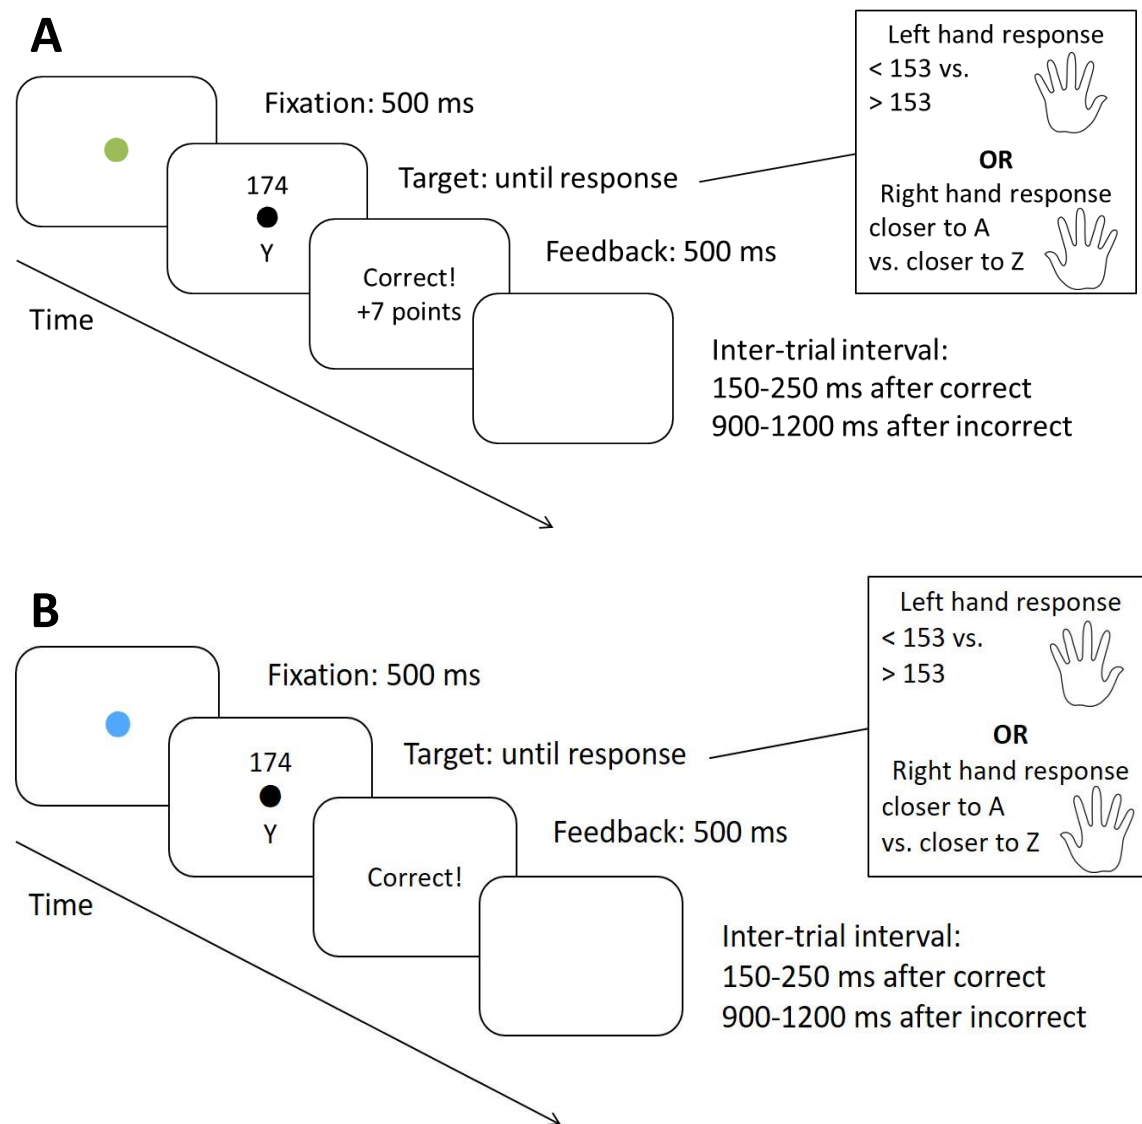 A
Fixation: 500 ms
174
Y
Target: until response
Correct!
+7 points
Feedback: 500 ms
Inter-trial interval:
150-250 ms after correct
900-1200 ms after incorrect
Time
Left hand response
< 153 vs.
> 153
OR
Right hand response
closer to A
vs. closer to Z
B
Fixation: 500 ms
174
Y
Target: until response
Correct!
Feedback: 500 ms
Inter-trial interval:
150-250 ms after correct
900-1200 ms after incorrect
Time
Left hand response
< 153 vs.
> 153
OR
Right hand response
closer to A
vs. closer to Z